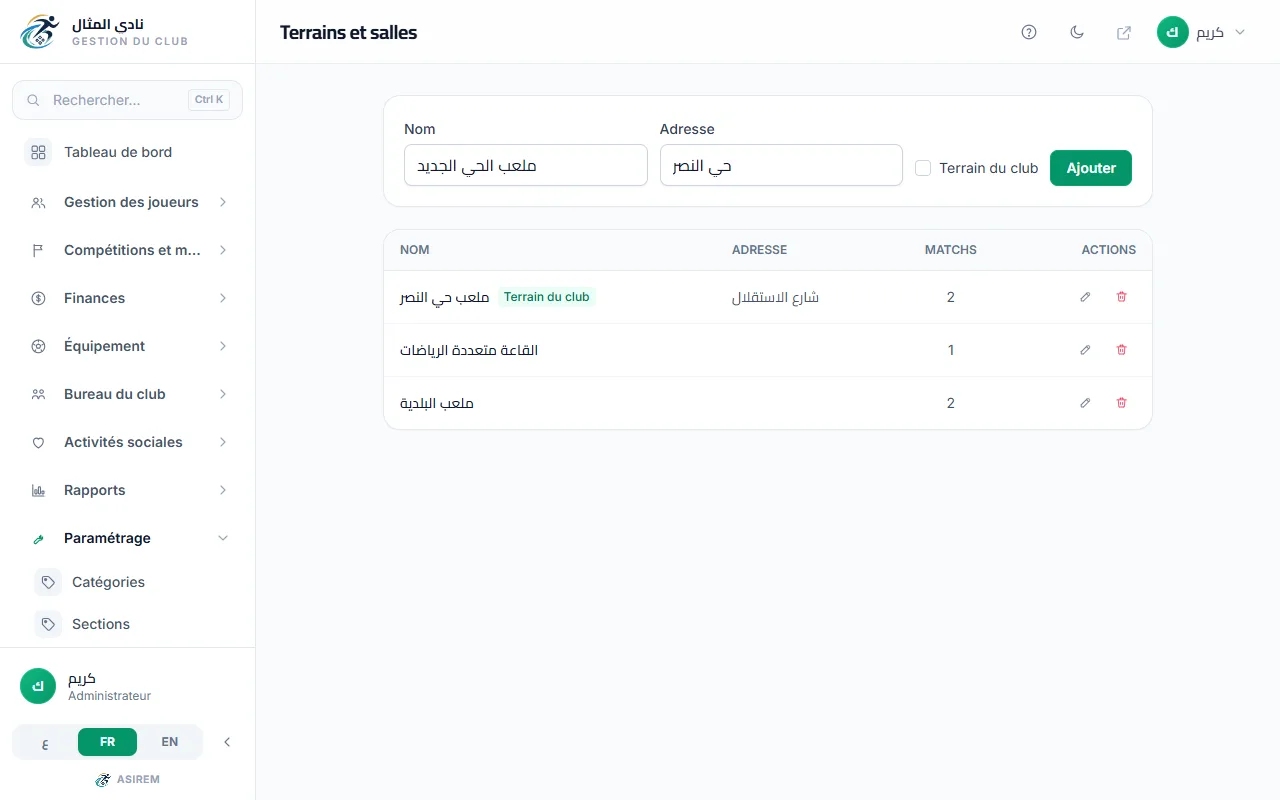 نادي المثال
GESTION DU CLUB
Terrains et salles
ك كريم
Rechercher... Ctrl K
Tableau de bord
Gestion des joueurs
Compétitions et m...
Finances
Équipement
Bureau du club
Activités sociales
Rapports
Paramétrage
Catégories
Sections
ك كريم
Administrateur
ع FR EN
ASIREM
Nom Adresse
ملعب الحي الجديد حي النصر Terrain du club Ajouter
NOM ADRESSE MATCHS ACTIONS
ملعب حي النصر Terrain du club شارع الاستقلال 2
القاعة متعددة الرياضات 1
ملعب البلدية 2